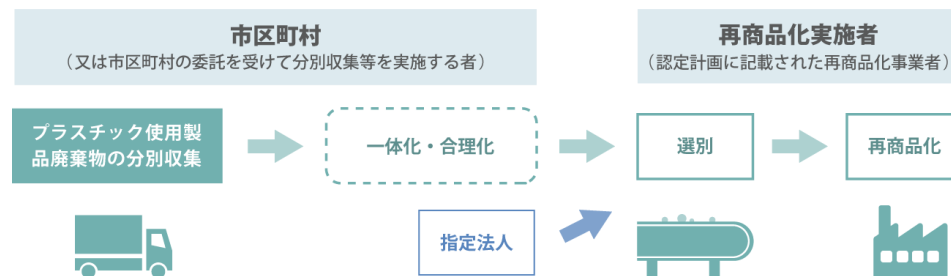 市区町村
（又は市区町村の委託を受けて分別収集等を実施する者）
再商品化実施者
（認定計画に記載された再商品化事業者）
プラスチック使用製
品廃棄物の分別収集
一体化・合理化
選別
再商品化
指定法人